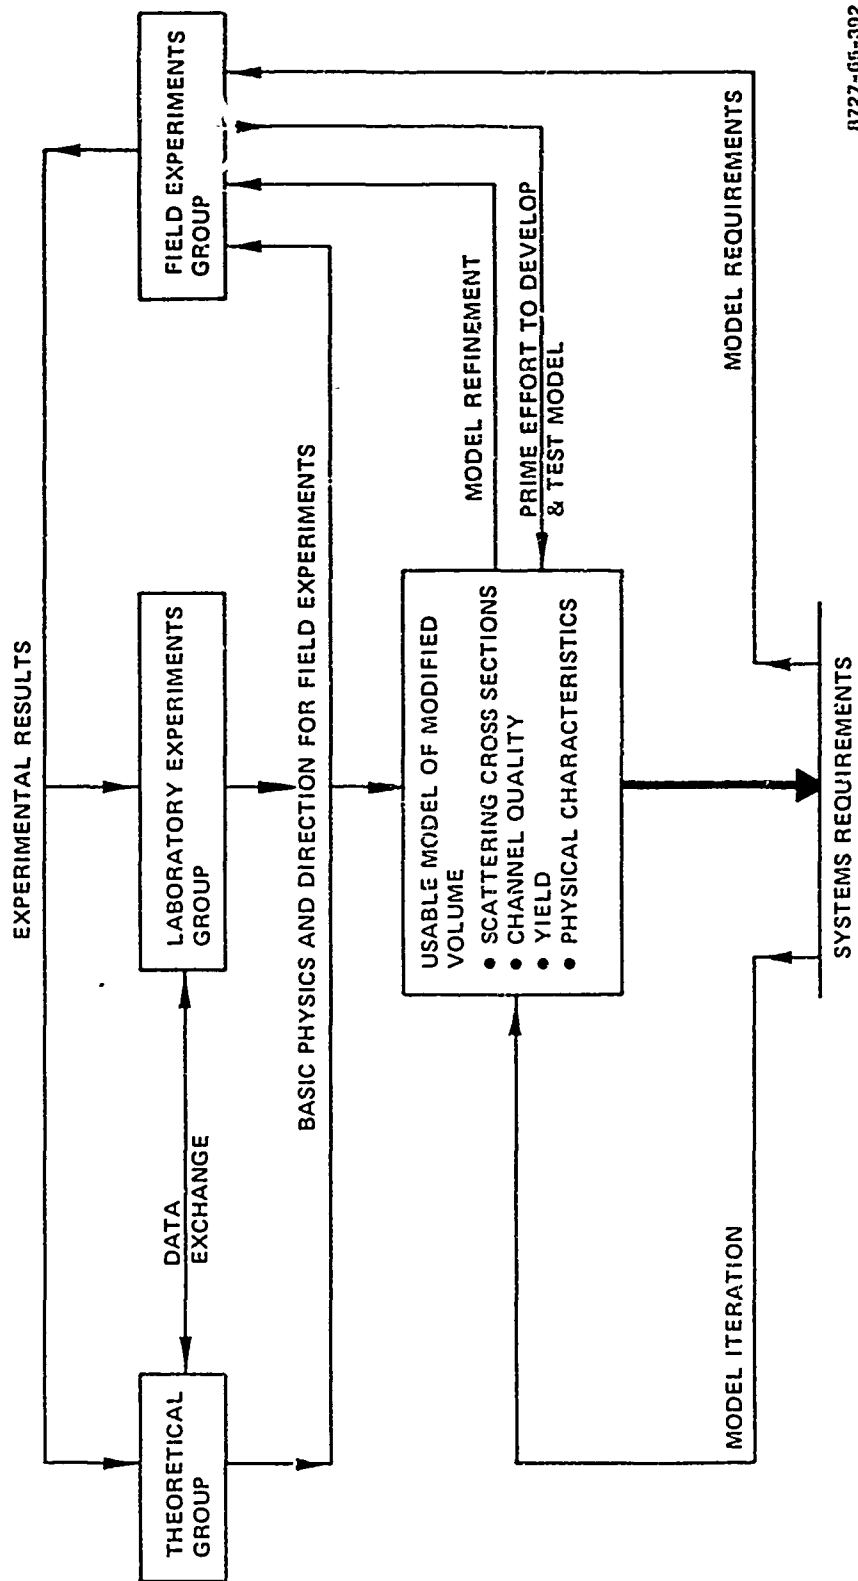 EXPERIMENTAL RESULTS
THEORETICAL
GROUP
DATA
EXCHANGE
LABORATORY EXPERIMENTS
GROUP
FIELD EXPERIMENTS
GROUP
BASIC PHYSICS AND DIRECTION FOR FIELD EXPERIMENTS
USABLE MODEL OF MODIFIED
VOLUME
• SCATTERING CROSS SECTIONS
• CHANNEL QUALITY
• YIELD
• PHYSICAL CHARACTERISTICS
MODEL REFINEMENT
PRIME EFFORT TO DEVELOP
& TEST MODEL
MODEL ITERATION
MODEL REQUIREMENTS
SYSTEMS REQUIREMENTS